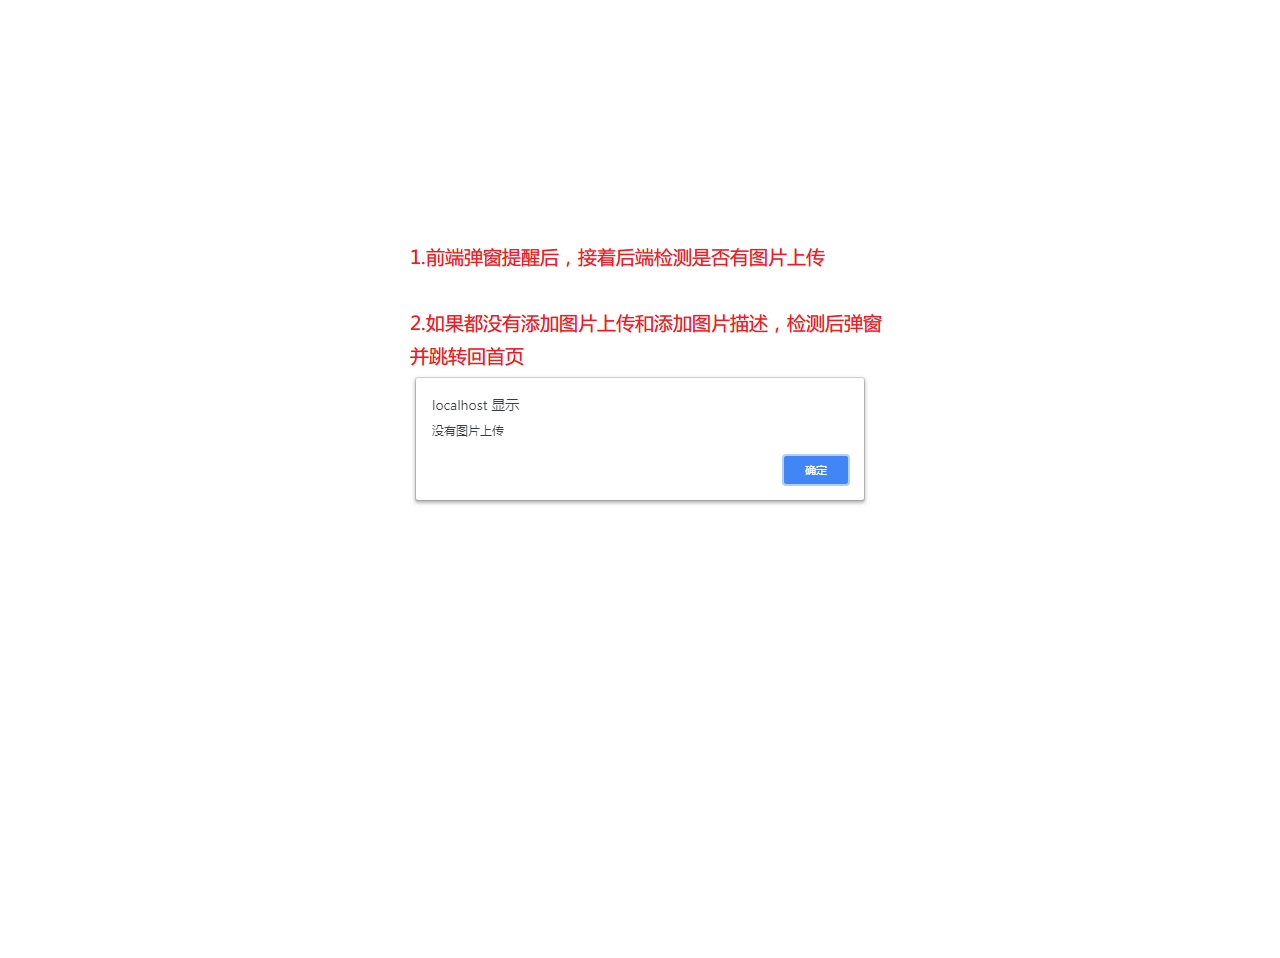 1.前端弹窗提醒后，接着后端检测是否有图片上传
2.如果都没有添加图片上传和添加图片描述，检测后弹窗
并跳转回首页
localhost 显示
没有图片上传
确定